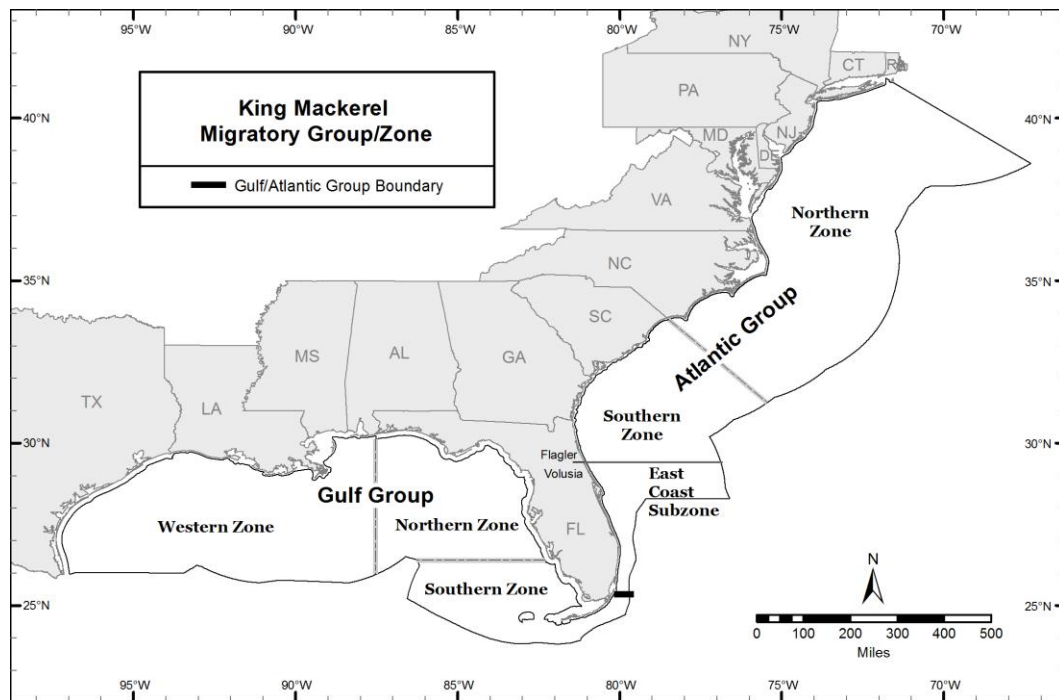 95°W 90°W 85°W 80°W 75°W 70°W
King Mackerel
Migratory Group/Zone
Gulf/Atlantic Group Boundary
NY
CT
RI
PA
40°N 40°N
NJ
MD
DE
VA
Northern
Zone
NC
35°N 35°N
SC
Atlantic Group
MS AL GA
TX LA
Southern
Zone
30°N 30°N
Flagler
Volusia
East
Coast
Subzone
Gulf Group
Western Zone
Northern Zone
FL
Southern Zone
N
25°N 25°N
0 100 200 300 400 500
Miles
95°W 90°W 85°W 80°W 75°W 70°W